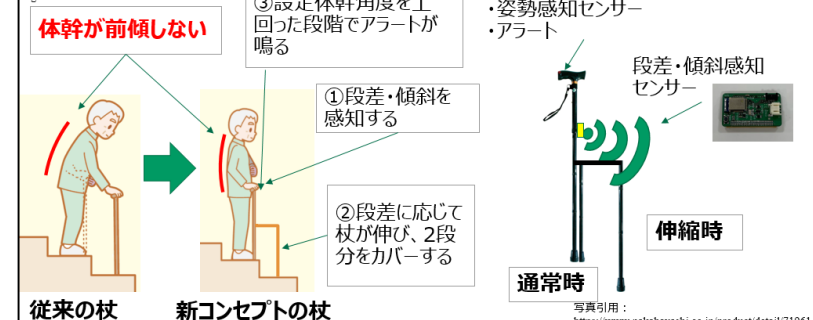 ③設定体幹角度を上
回った段階でアラートが
鳴る
・姿勢感知センサー
・アラート
体幹が前傾しない
段差・傾斜感知
センサー
①段差・傾斜を
感知する
②段差に応じて
杖が伸び、2段
分をカバーする
伸縮時
通常時
従来の杖
新コンセプトの杖
写真引用：